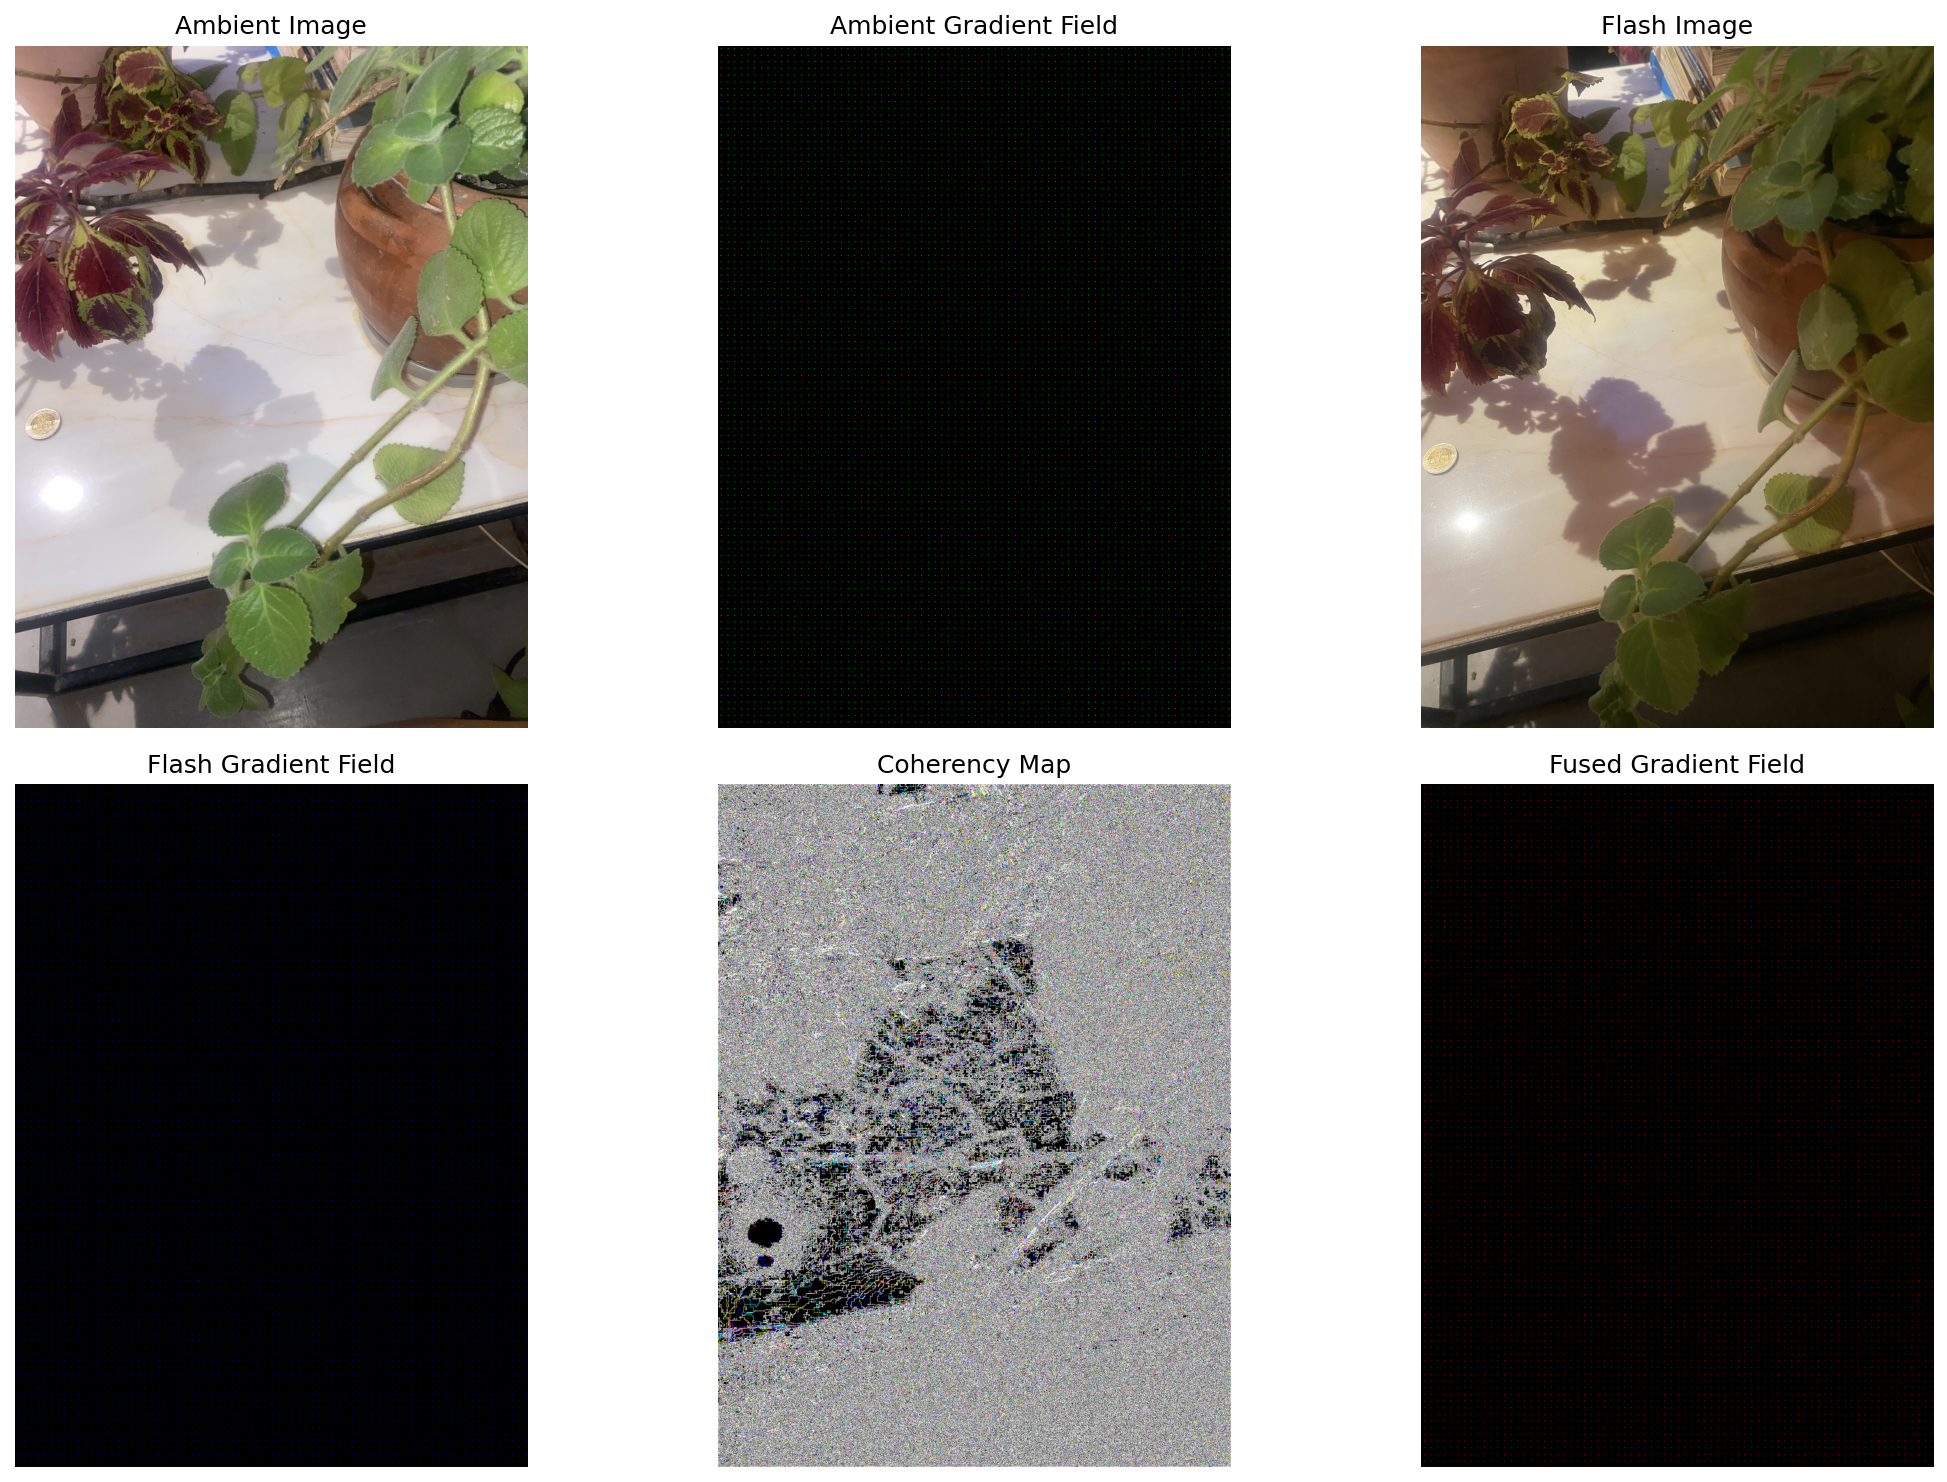 Ambient Image
Ambient Gradient Field
Flash Image
Flash Gradient Field
Coherency Map
Fused Gradient Field